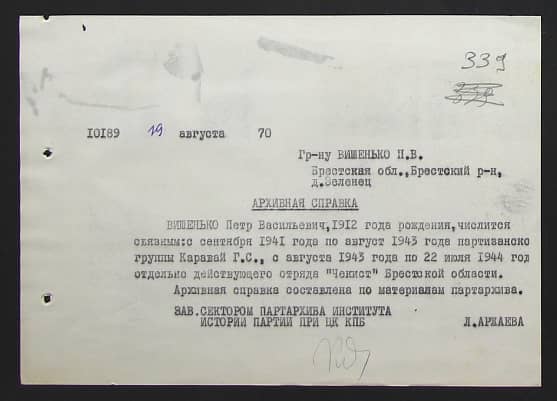 339
10189 19 августа 70
Гр-ну ВИШЕНЬКО П.В.
Брестская обл.,Брестский р-н,
д.Зеленец
АРХИВНАЯ СПРАВКА
ВИШЕНЬКО Петр Васильевич,1912 года рождения,числится
связным:с сентября 1941 года по август 1943 года партизанско
группы Каравай Г.С., с августа 1943 года по 22 июля 1944 год
отдельно действующего отряда "Чекист" Брестской области.
Архивная справка составлена по материалам партархива.
ЗАВ.СЕКТОРОМ ПАРТАРХИВА ИНСТИТУТА
ИСТОРИИ ПАРТИИ ПРИ ЦК КПБ Л.АРЖАЕВА